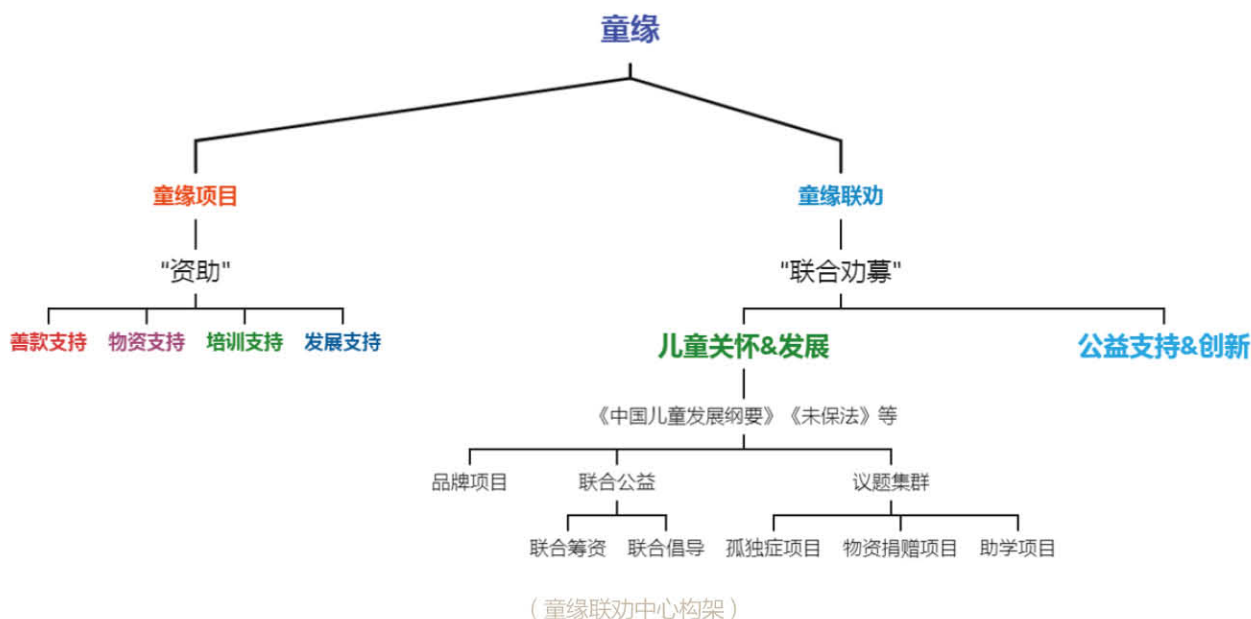 童缘
童缘项目
童缘联劝
"资助"
"联合劝募"
善款支持 物资支持 培训支持 发展支持
儿童关怀&发展
公益支持&创新
《中国儿童发展纲要》《未保法》等
品牌项目 联合公益 议题集群
联合筹资 联合倡导 孤独症项目 物资捐赠项目 助学项目
(童缘联劝中心构架)